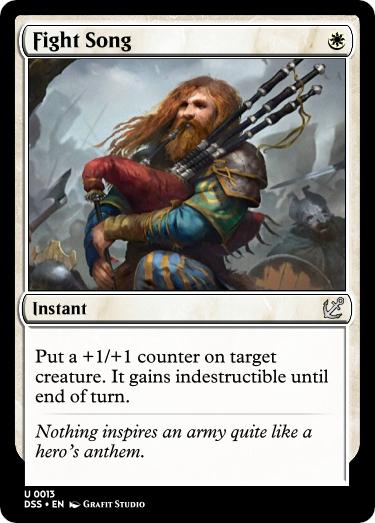 Fight Song
Instant
Put a +1/+1 counter on target
creature. It gains indestructible until
end of turn.
Nothing inspires an army quite like a
hero's anthem.
U 0013
DSS • EN Grafit Studio